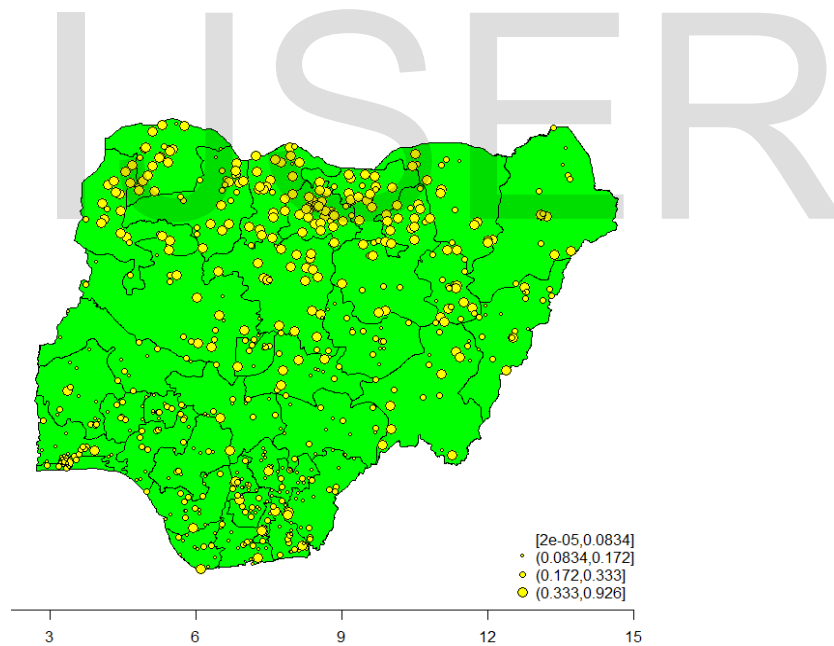 IJSER
[2e-05,0.0834]
(0.0834,0.172]
(0.172,0.333]
(0.333,0.926]
3 6 9 12 15